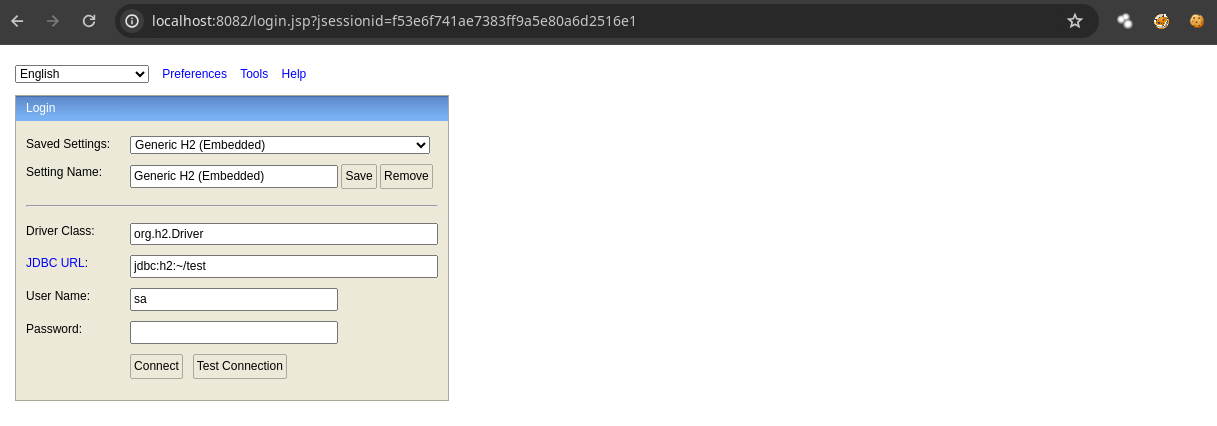 localhost:8082/login.jsp?jsessionid=f53e6f741ae7383ff9a5e80a6d2516e1
English Preferences Tools Help
Login
Saved Settings: Generic H2 (Embedded)
Setting Name: Generic H2 (Embedded) Save Remove
Driver Class: org.h2.Driver
JDBC URL: jdbc:h2:~/test
User Name: sa
Password:
Connect Test Connection